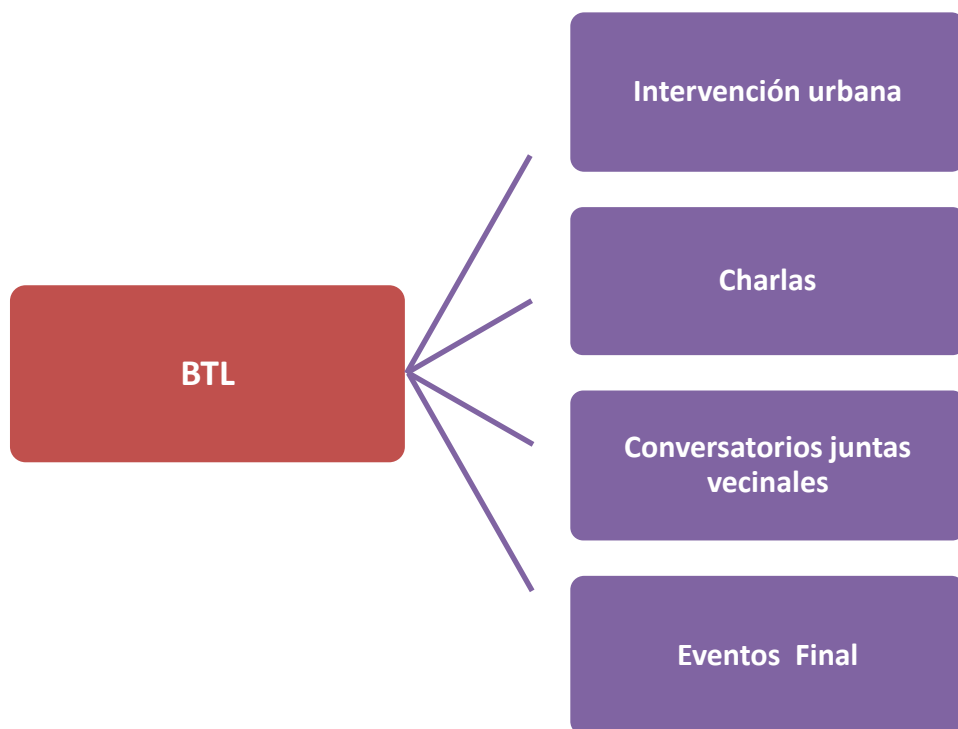 Intervención urbana
Charlas
BTL
Conversatorios juntas
vecinales
Eventos  Final